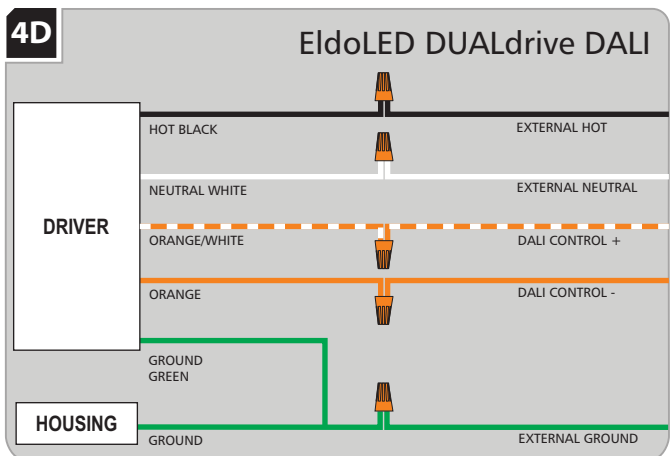 4D
EldoLED DUALdrive DALI
HOT BLACK
EXTERNAL HOT
NEUTRAL WHITE
EXTERNAL NEUTRAL
DRIVER
ORANGE/WHITE
DALI CONTROL +
ORANGE
DALI CONTROL -
GROUND
GREEN
HOUSING
GROUND
EXTERNAL GROUND